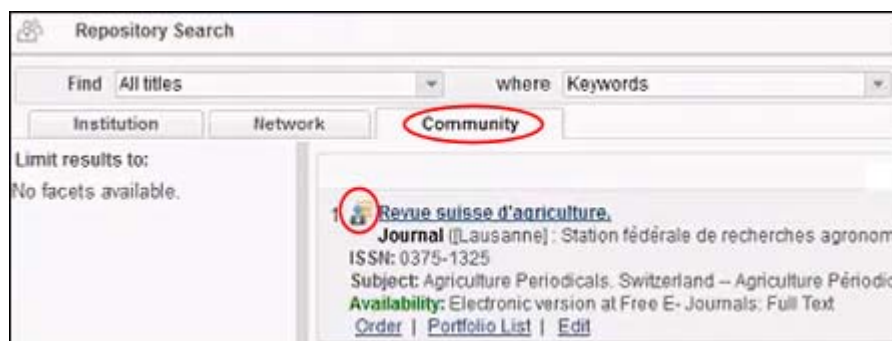 Repository Search
Find All titles where Keywords
Institution Network Community
Limit results to:
No facets available.
1 Revue suisse d'agriculture.
Journal ([Lausanne] : Station fédérale de recherches agronom
ISSN: 0375-1325
Subject: Agriculture Periodicals. Switzerland -- Agriculture Périodic
Availability: Electronic version at Free E- Journals: Full Text
Order | Portfolio List | Edit